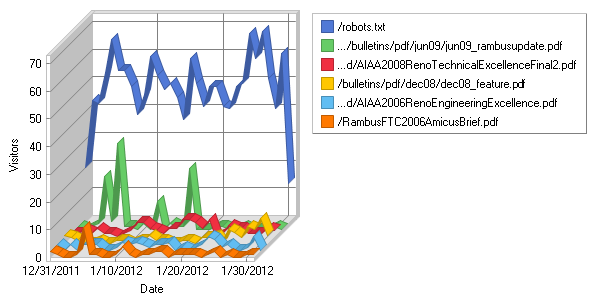 70
60
50
40
30
20
10
0
Visitors
12/31/2011
1/10/2012
1/20/2012
1/30/2012
Date
/robots.txt
.../bulletins/pdf/jun09/jun09_rambusupdate.pdf
...d/AIAA2008RenoTechnicalExcellenceFinal2.pdf
/bulletins/pdf/dec08/dec08_feature.pdf
...d/AIAA2006RenoEngineeringExcellence.pdf
/RambusFTC2006AmicusBrief.pdf